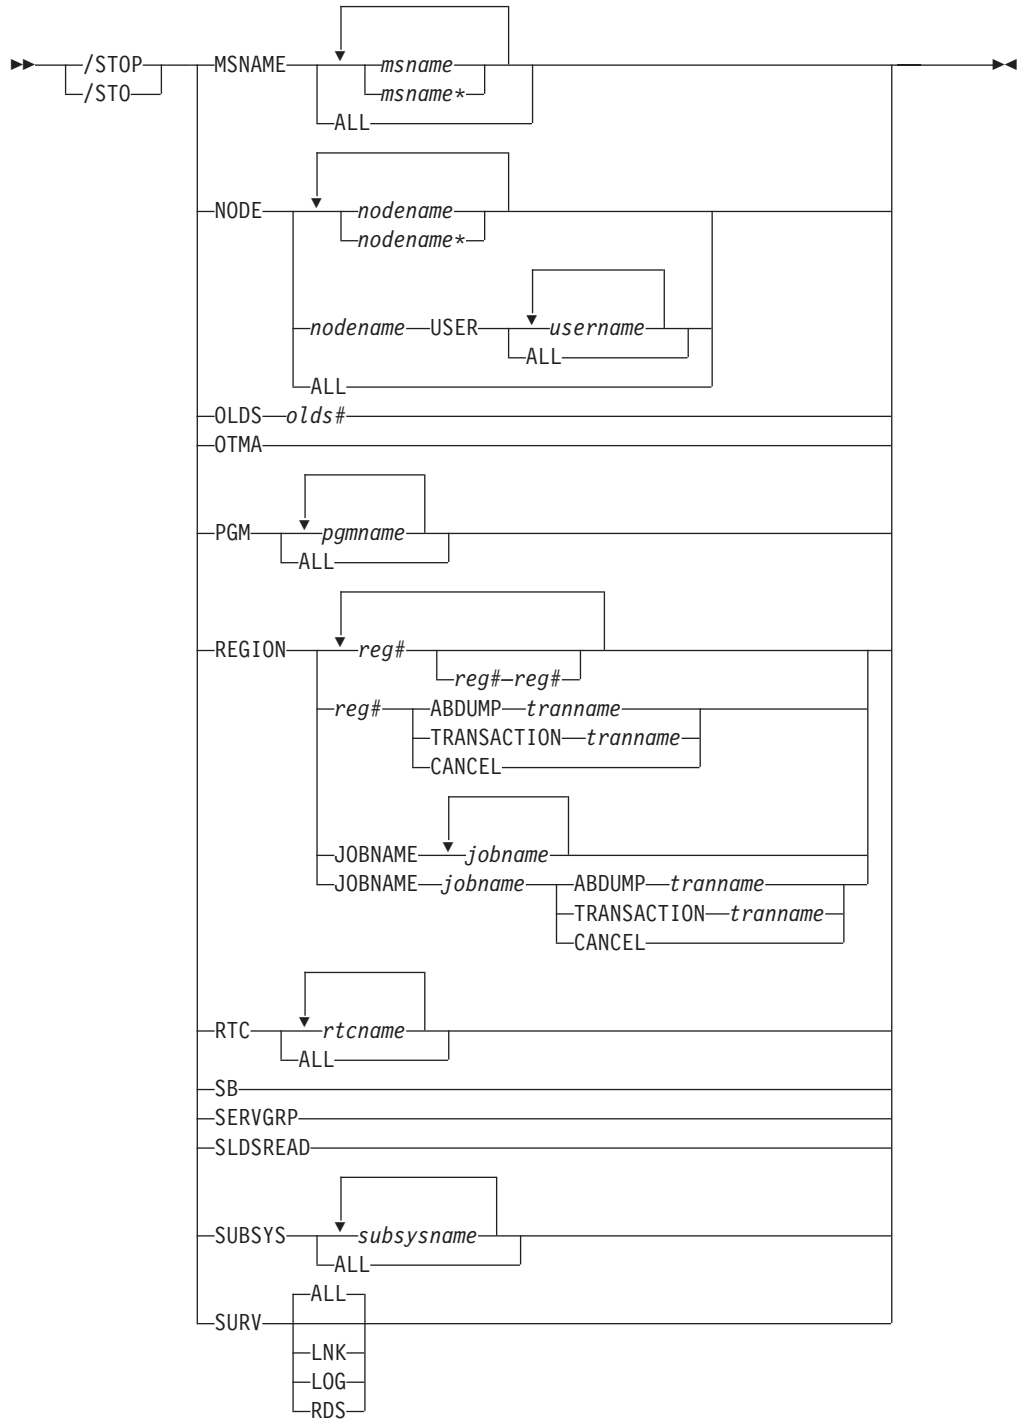 /STOP MSNAME msname
/STO msname*
ALL
NODE nodename
nodename*
nodename USER username
ALL
ALL
OLDS olds#
OTMA
PGM pgmname
ALL
REGION reg#
reg#—reg#
reg# ABDUMP tranname
TRANSACTION tranname
CANCEL
JOBNAME jobname
JOBNAME jobname ABDUMP tranname
TRANSACTION tranname
CANCEL
RTC rtcname
ALL
SB
SERVGRP
SLDSREAD
SUBSYS subsysname
ALL
ALL
SURV
LNK
LOG
RDS